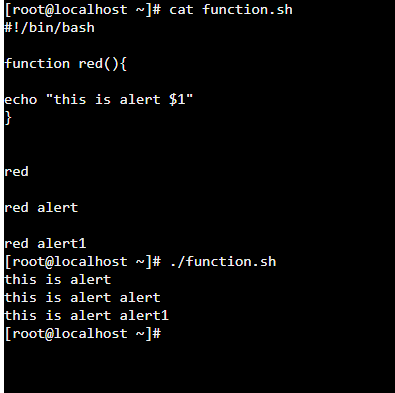 [root@localhost ~]# cat function.sh
#!/bin/bash
function red(){
echo "this is alert $1"
}
red
red alert
red alert1
[root@localhost ~]# ./function.sh
this is alert
this is alert alert
this is alert alert1
[root@localhost ~]#